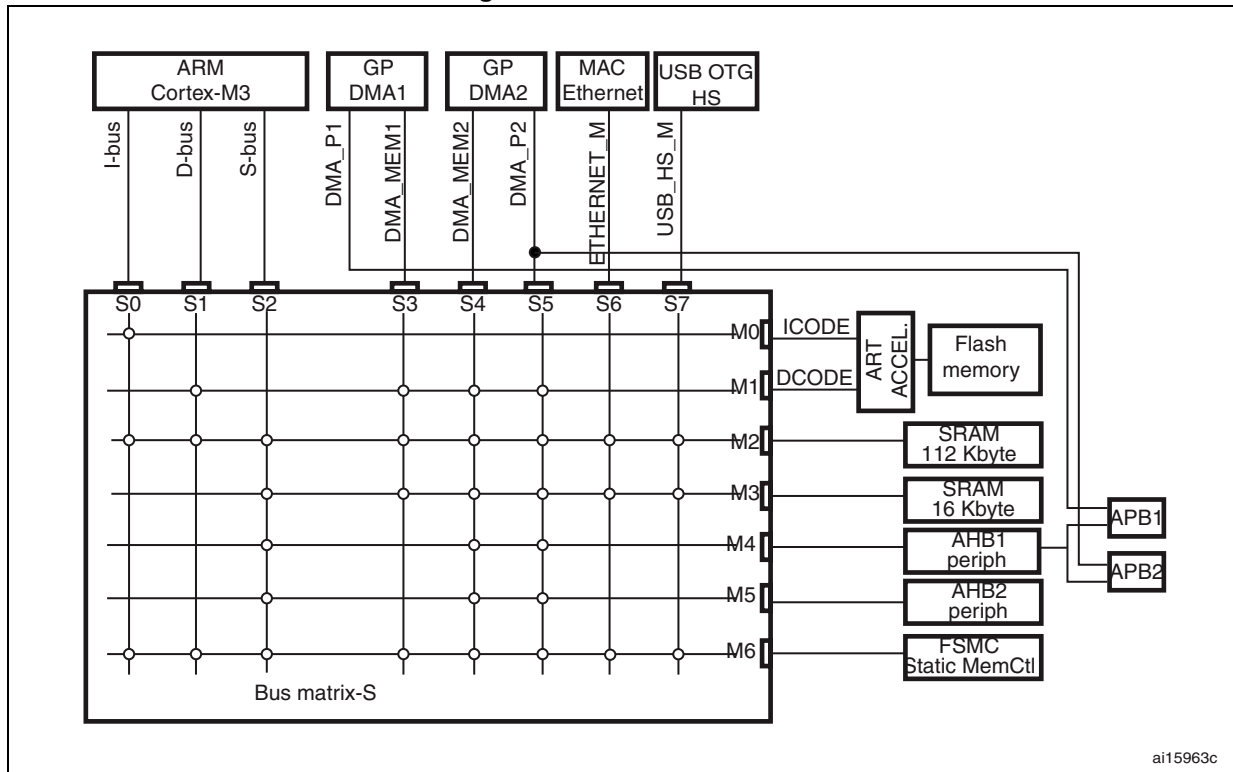 ARM
Cortex-M3
GP
DMA1
GP
DMA2
MAC
Ethernet
USB OTG
HS
I-bus
D-bus
S-bus
DMA_P1
DMA_MEM1
DMA_MEM2
DMA_P2
ETHERNET_M
USB_HS_M
S0
S1
S2
S3
S4
S5
S6
S7
M0
ICODE
M1
DCODE
ART
ACCEL.
Flash
memory
M2
SRAM
112 Kbyte
M3
SRAM
16 Kbyte
M4
AHB1
periph
APB1
APB2
M5
AHB2
periph
M6
FSMC
Static MemCtl
Bus matrix-S
ai15963c